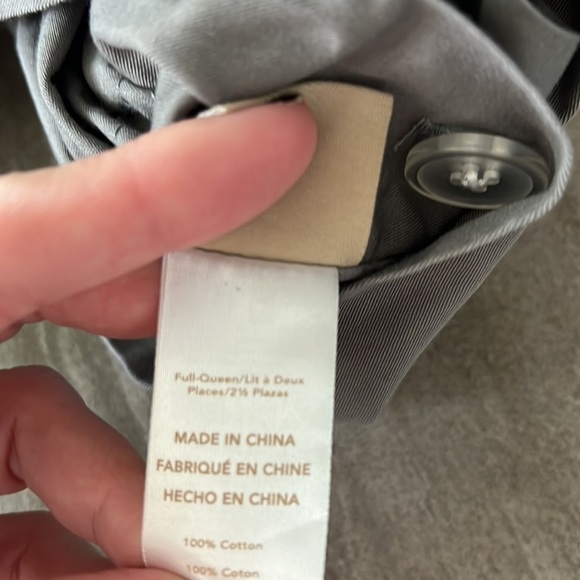 Full-Queen/Lit à Deux
Places/2½ Plazas
MADE IN CHINA
FABRIQUÉ EN CHINE
HECHO EN CHINA
100% Cotton
100% Coton